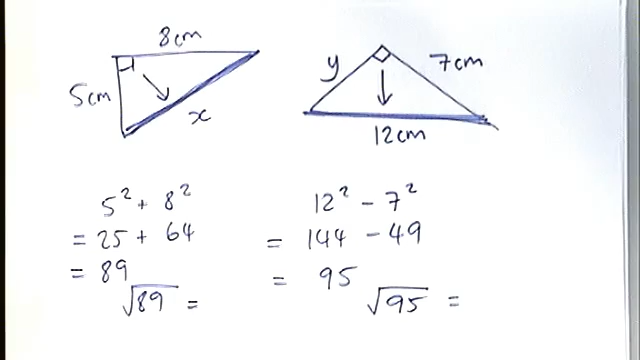 8cm
5cm
x
y
7cm
12cm
5² + 8²
= 25 + 64
= 89
√89 =
12² - 7²
= 144 - 49
= 95
√95 =